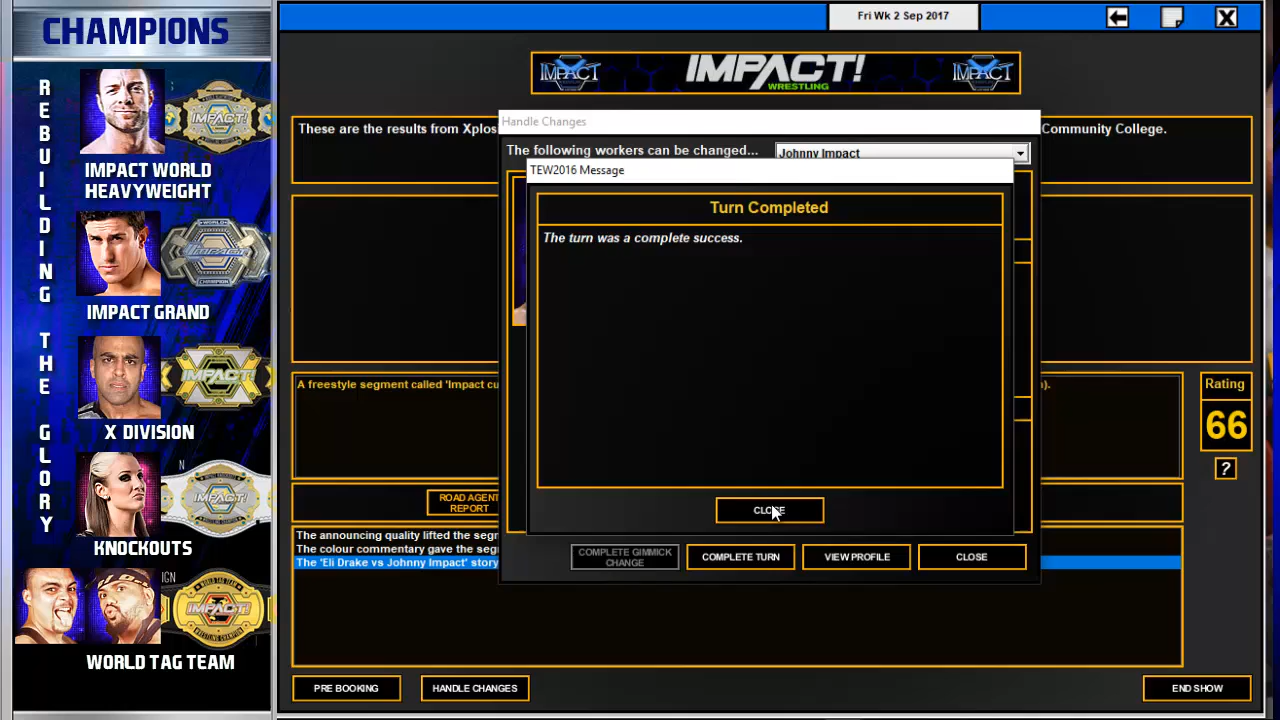 CHAMPIONS
REBUILDING THE GLORY
IMPACT WORLD
HEAVYWEIGHT
IMPACT GRAND
X DIVISION
KNOCKOUTS
WORLD TAG TEAM
Fri Wk 2 Sep 2017
IMPACT
IMPACT!
WRESTLING
IMPACT
These are the results from Xplos
Community College.
Handle Changes
The following workers can be changed...
Johnny Impact
TEW2016 Message
Turn Completed
The turn was a complete success.
CLOSE
A freestyle segment called 'Impact cu
Rating
66
?
ROAD AGENT
REPORT
The announcing quality lifted the segr
The colour commentary gave the seg
The 'Eli Drake vs Johnny Impact' story
COMPLETE GIMMICK
CHANGE
COMPLETE TURN
VIEW PROFILE
CLOSE
PRE BOOKING
HANDLE CHANGES
END SHOW